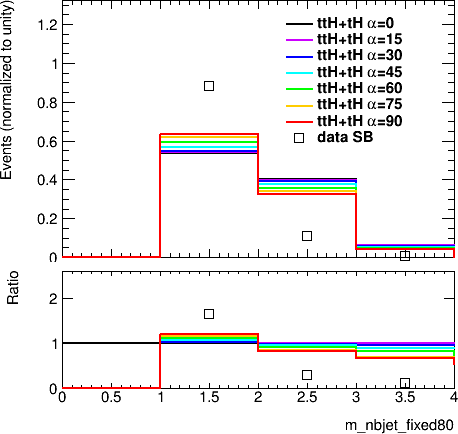 Events (normalized to unity)
1.2
1
0.8
0.6
0.4
0.2
0
ttH+tH α=0
ttH+tH α=15
ttH+tH α=30
ttH+tH α=45
ttH+tH α=60
ttH+tH α=75
ttH+tH α=90
data SB
Ratio
2
1
0
0 0.5 1 1.5 2 2.5 3 3.5 4
m_nbjet_fixed80